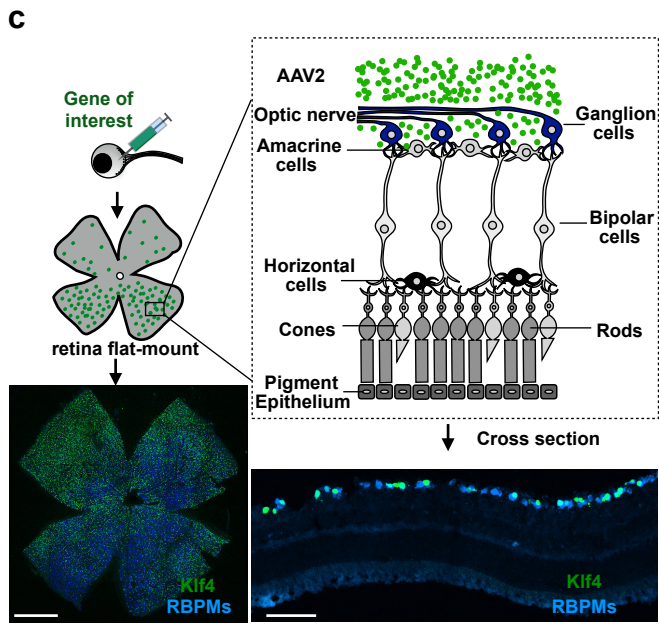 c
Gene of
interest
retina flat-mount
AAV2
Optic nerve
Ganglion
cells
Amacrine
cells
Bipolar
cells
Horizontal
cells
Cones
Rods
Pigment
Epithelium
Cross section
Klf4
RBPMs
Klf4
RBPMs